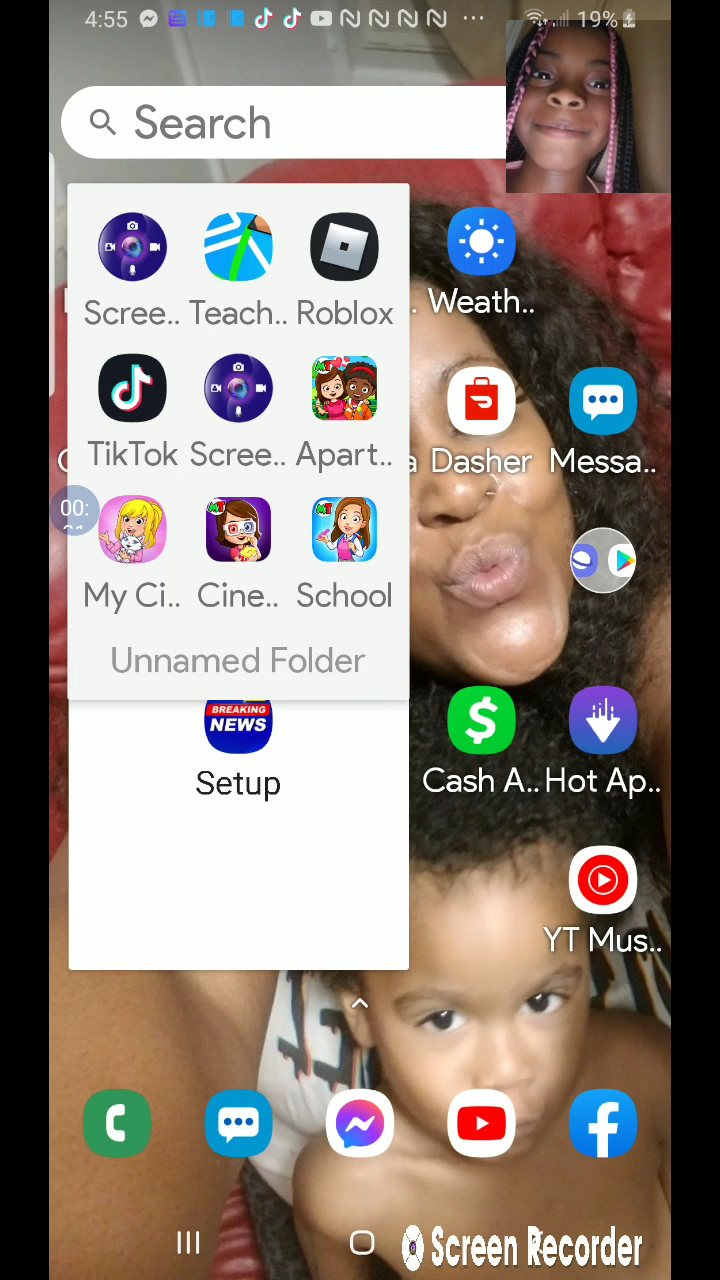 4:55
19%
Search
Scree.. Teach.. Roblox
Weath..
TikTok Scree.. Apart..
Dasher Messa..
00:
My Ci.. Cine.. School
Unnamed Folder
BREAKING
NEWS
Setup
Cash A.. Hot Ap..
YT Mus..
Screen Recorder